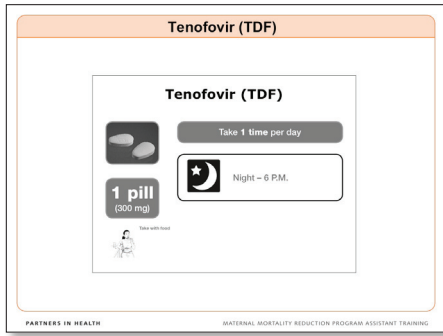 Tenofovir (TDF)
Tenofovir (TDF)
Take 1 time per day
Night – 6 P.M.
1 pill
(300 mg)
Take with food
PARTNERS IN HEALTH
MATERNAL MORTALITY REDUCTION PROGRAM ASSISTANT TRAINING